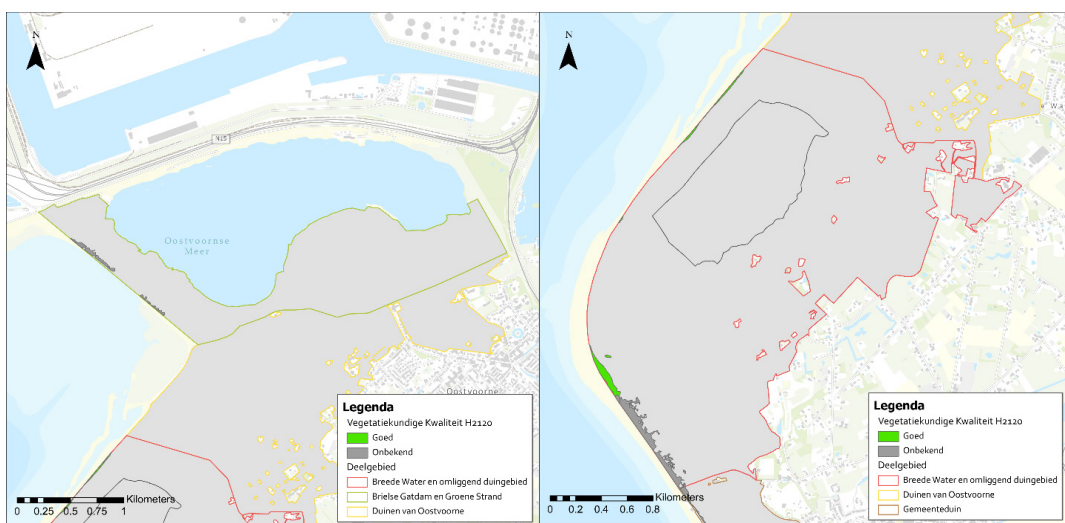 N
N15
Oostvoornse
Meer
Oostvoorne
Legenda
Vegetatiekundige Kwaliteit H2120
Goed
Onbekend
Deelgebied
Breede Water en omliggend duingebied
Brielse Gatdam en Groene Strand
Duinen van Oostvoorne
Kilometers
0 0.25 0.5 0.75 1
N
Legenda
Vegetatiekundige Kwaliteit H2120
Goed
Onbekend
Deelgebied
Breede Water en omliggend duingebied
Duinen van Oostvoorne
Gemeenteduin
Kilometers
0 0.2 0.4 0.6 0.8